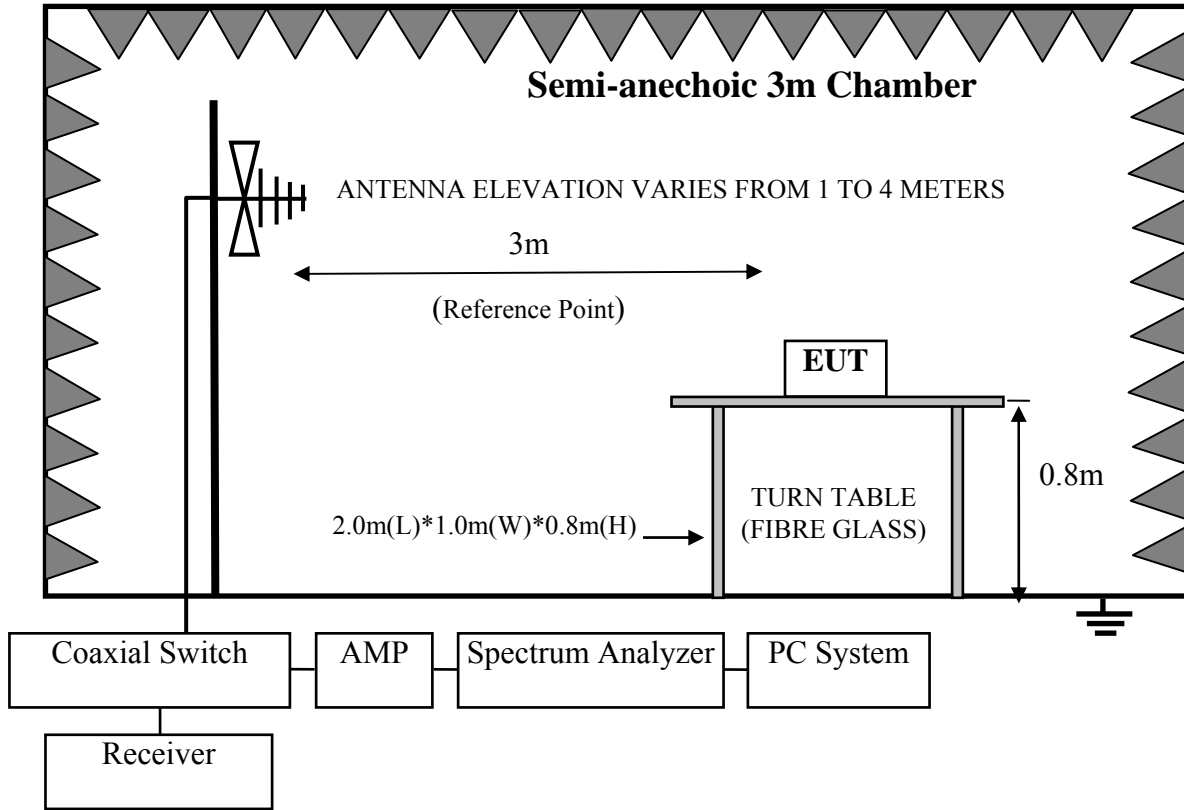 Semi-anechoic 3m Chamber
ANTENNA ELEVATION VARIES FROM 1 TO 4 METERS
3m
(Reference Point)
EUT
0.8m
TURN TABLE
(FIBRE GLASS)
2.0m(L)*1.0m(W)*0.8m(H)
Coaxial Switch
AMP
Spectrum Analyzer
PC System
Receiver